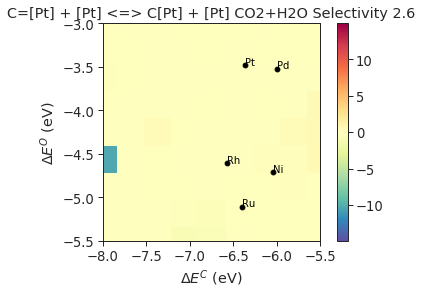 C=[Pt] + [Pt] <=> C[Pt] + [Pt] CO2+H2O Selectivity 2.6
−3.0
−3.5
−4.0
−4.5
−5.0
−5.5
ΔE^O (eV)
Pt
Pd
Rh
Ni
Ru
−8.0 −7.5 −7.0 −6.5 −6.0 −5.5
ΔE^C (eV)
10
5
0
−5
−10